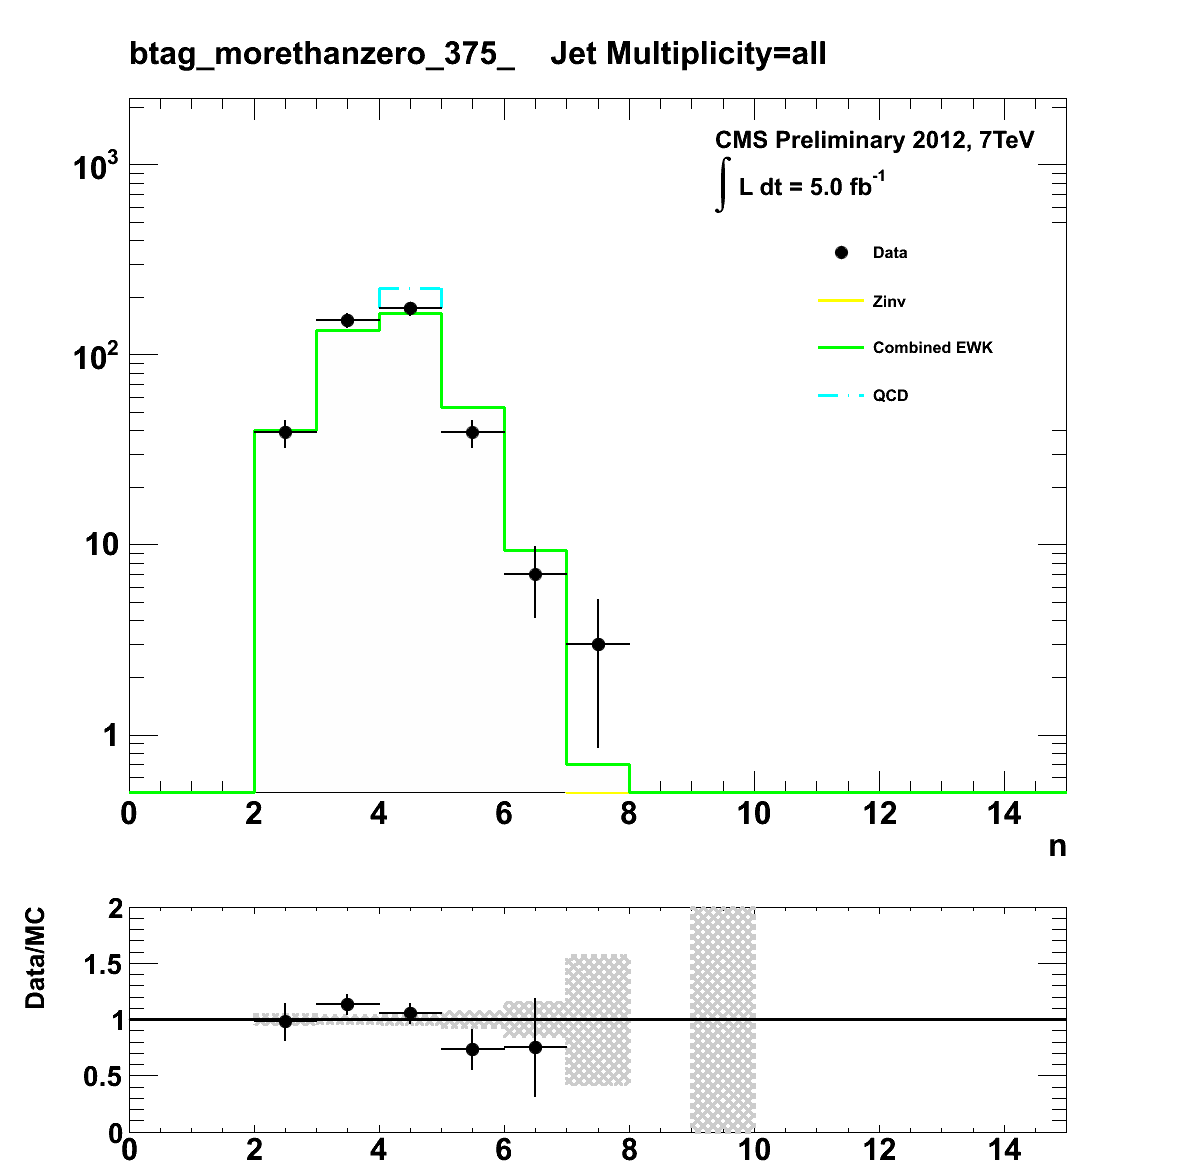 btag_morethanzero_375_ Jet Multiplicity=all
CMS Preliminary 2012, 7TeV
∫ L dt = 5.0 fb⁻¹
Data
Zinv
Combined EWK
QCD
10³
10²
10
1
0 2 4 6 8 10 12 14
n
Data/MC
2
1.5
1
0.5
0
0 2 4 6 8 10 12 14